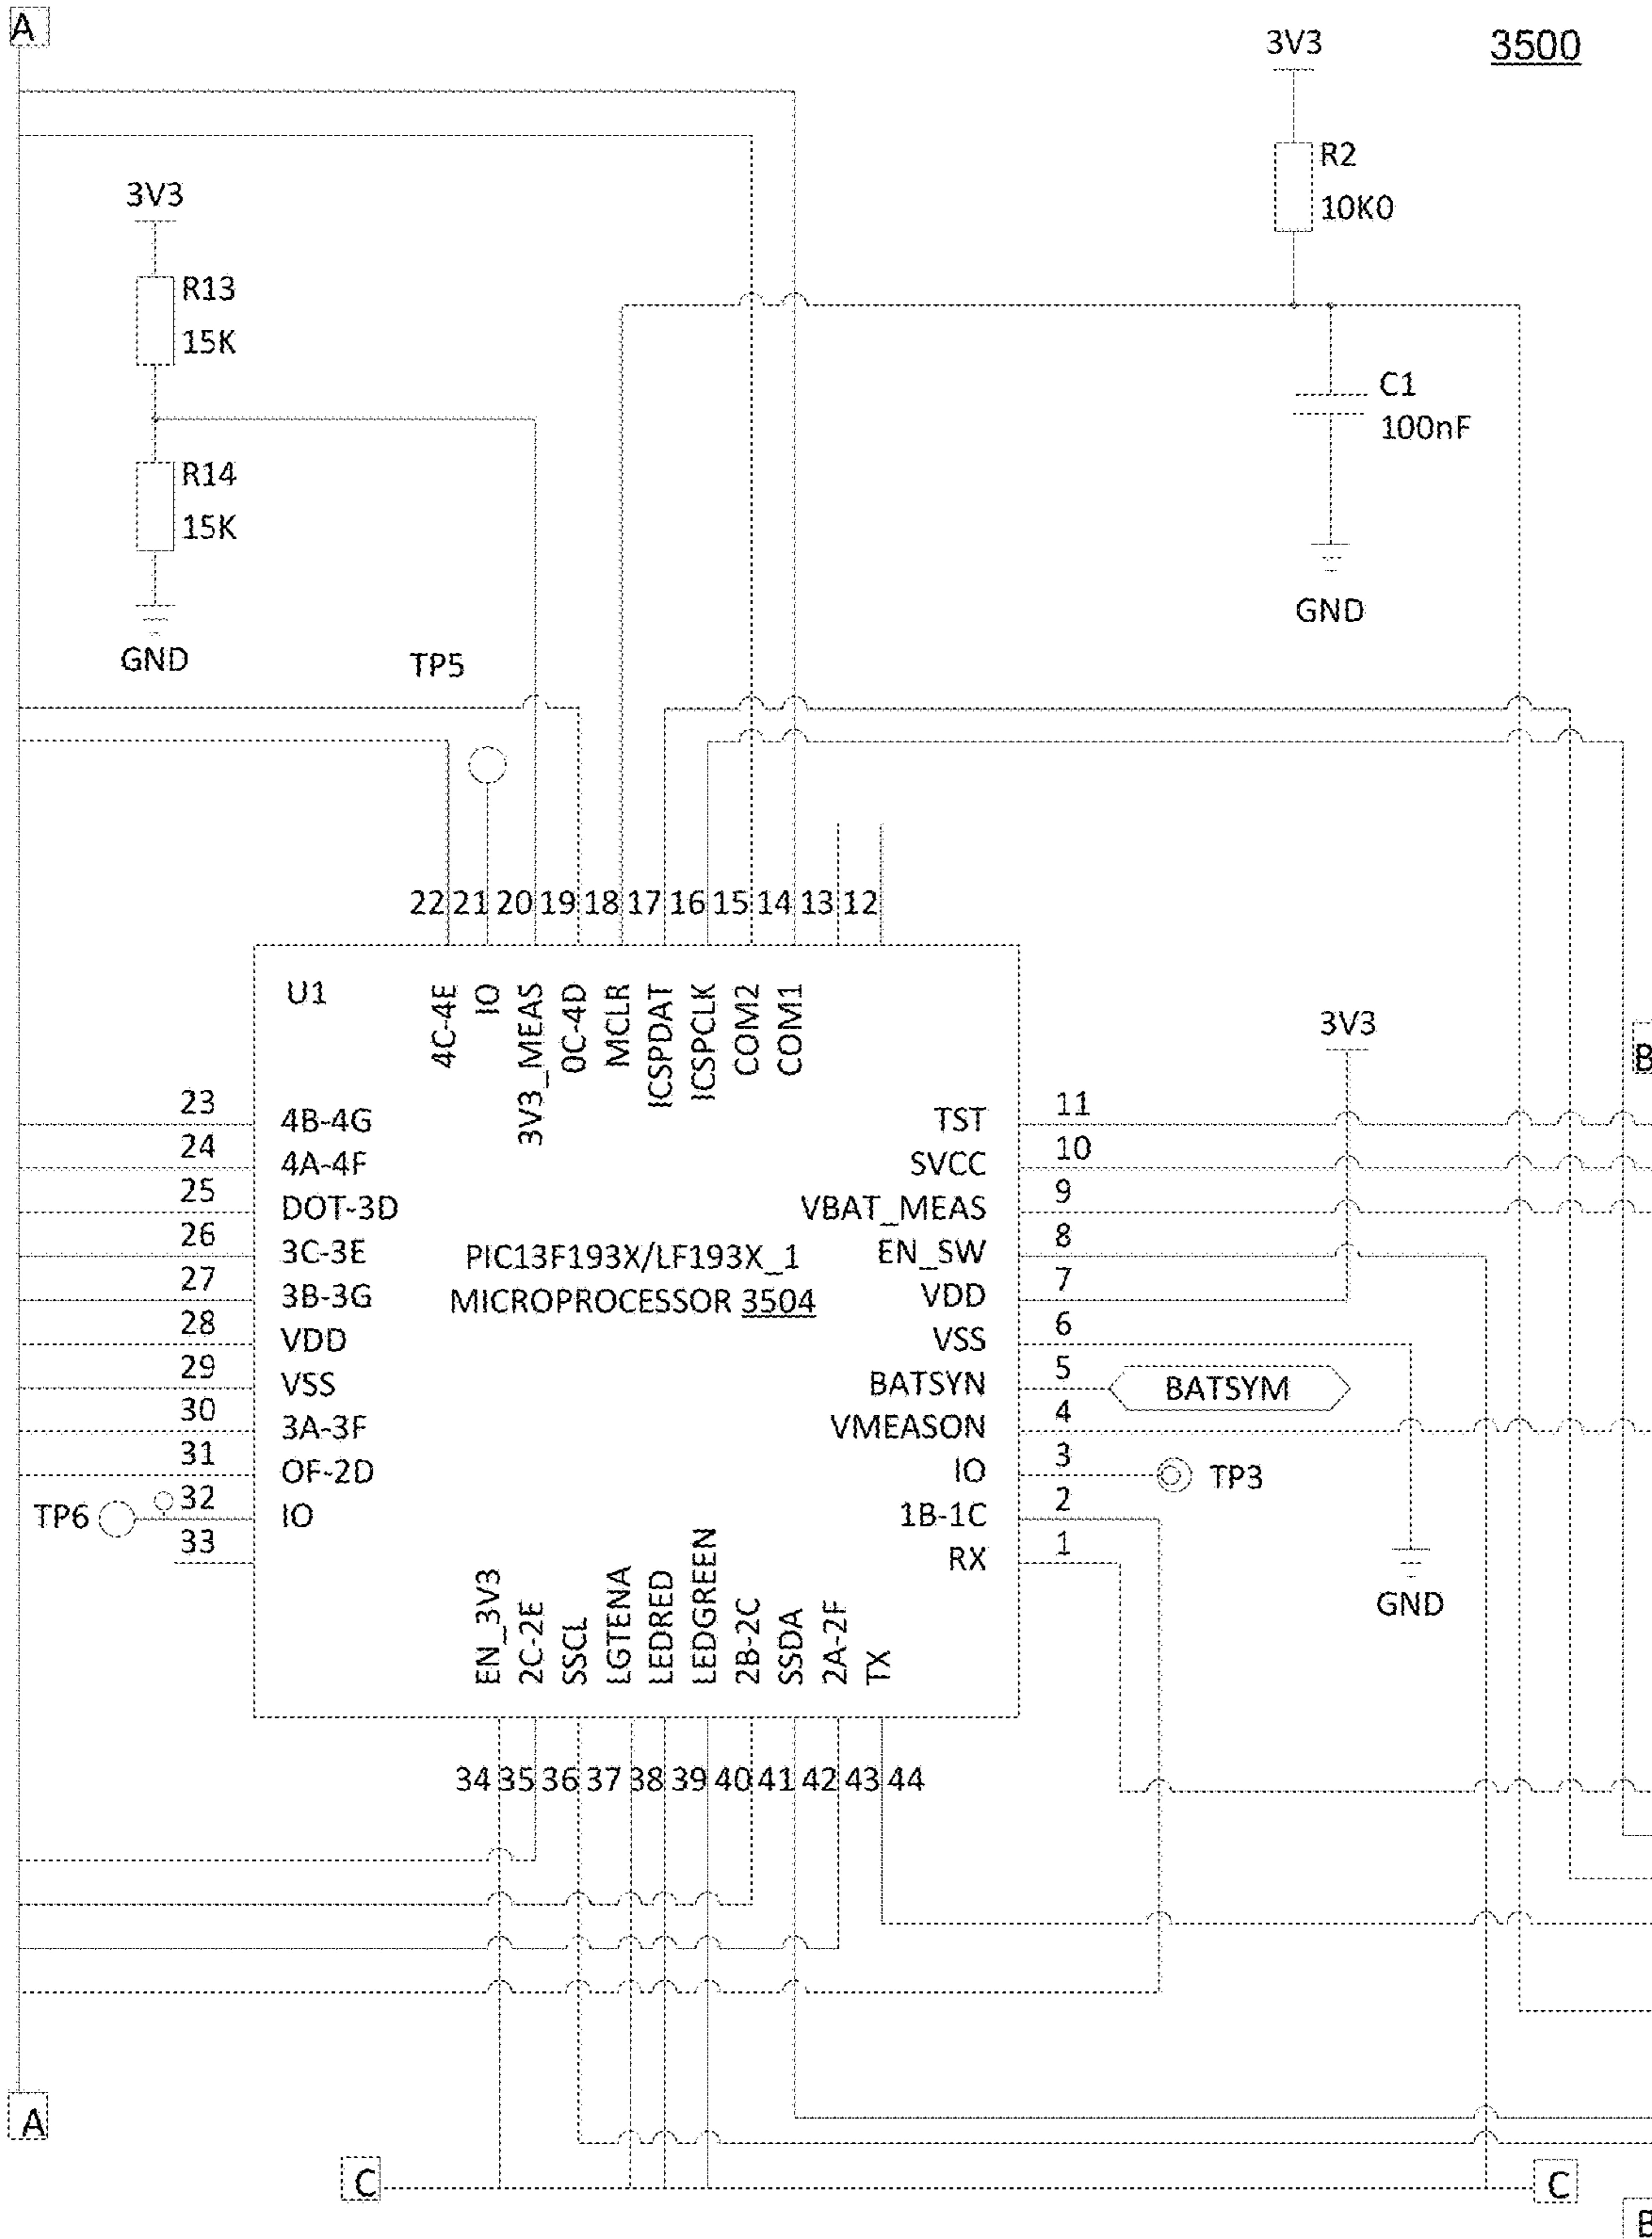 A
3V3
3500
R2
10K0
3V3
R13
15K
C1
100nF
R14
15K
GND
GND
TP5
22 21 20 19 18 17 16 15 14 13 12
U1
4C-4E
IO
3V3_MEAS
0C-4D
MCLR
ICSPDAT
ICSPCLK
COM2
COM1
3V3
B
23 4B-4G
24 4A-4F
25 DOT-3D
26 3C-3E
27 3B-3G
28 VDD
29 VSS
30 3A-3F
31 OF-2D
TP6 32 IO
33
PIC13F193X/LF193X_1
MICROPROCESSOR 3504
TST 11
SVCC 10
VBAT_MEAS 9
EN_SW 8
VDD 7
VSS 6
BATSYN 5 BATSYM
VMEASON 4
IO 3 TP3
1B-1C 2
RX 1
GND
EN_3V3
2C-2E
SSCL
LGTENA
LEDRED
LEDGREEN
2B-2C
SSDA
2A-2F
TX
34 35 36 37 38 39 40 41 42 43 44
A
C
C
B